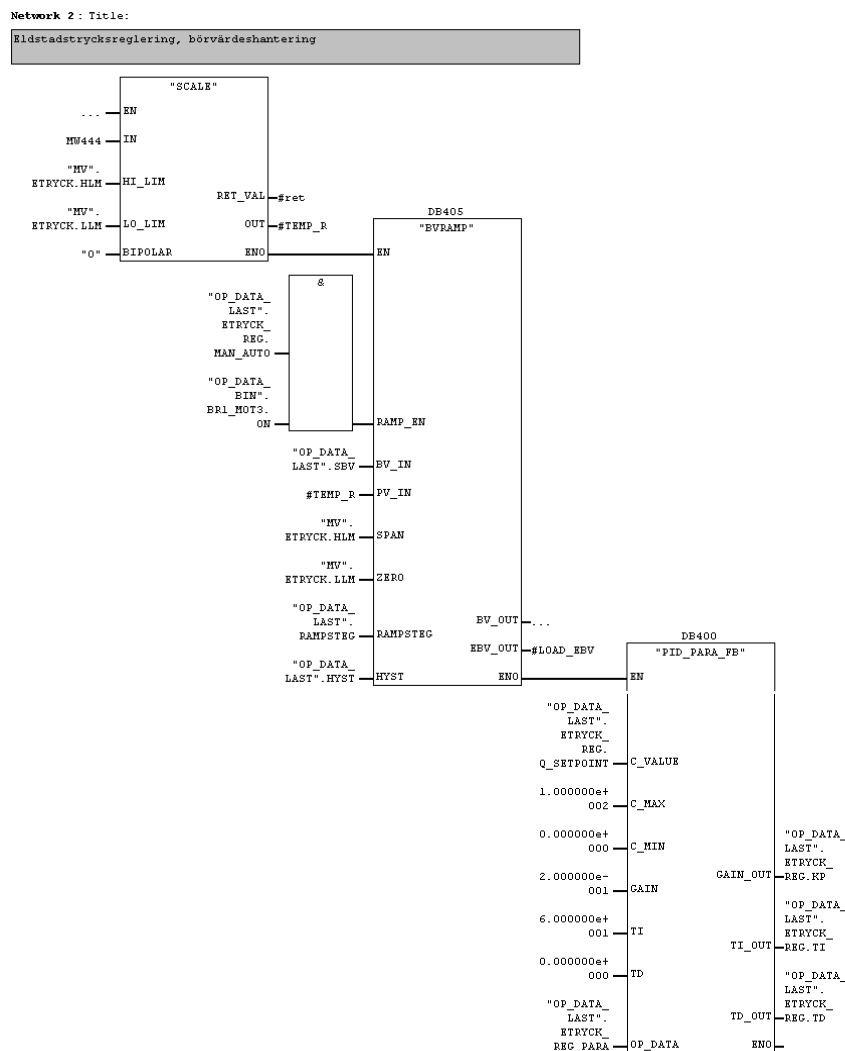 Network 2 : Title:
Eldstadstrycksreglering, börvärdeshantering
"SCALE"
... EN
MW444 IN
"MV".
ETRYCK.HLM HI_LIM
RET_VAL #ret
"MV".
ETRYCK.LLM LO_LIM OUT #TEMP_R
"0" BIPOLAR ENO
DB405
"BVRAMP"
EN
&
"OP_DATA_
LAST".
ETRYCK_
REG.
MAN_AUTO
"OP_DATA_
BIN".
BR1_MOT3.
ON RAMP_EN
"OP_DATA_
LAST".SBV BV_IN
#TEMP_R PV_IN
"MV".
ETRYCK.HLM SPAN
"MV".
ETRYCK.LLM ZERO
"OP_DATA_
LAST".
RAMPSTEG RAMPSTEG
BV_OUT ...
EBV_OUT #LOAD_EBV
"OP_DATA_
LAST".HYST HYST ENO
DB400
"PID_PARA_FB"
EN
"OP_DATA_
LAST".
ETRYCK_
REG.
Q_SETPOINT C_VALUE
1.000000e+
002 C_MAX
0.000000e+
000 C_MIN
2.000000e-
001 GAIN
6.000000e+
001 TI
0.000000e+
000 TD
"OP_DATA_
LAST".
ETRYCK_
REG_PARA OP_DATA
"OP_DATA_
LAST".
ETRYCK_
GAIN_OUT REG.KP
"OP_DATA_
LAST".
ETRYCK_
TI_OUT REG.TI
"OP_DATA_
LAST".
ETRYCK_
TD_OUT REG.TD
ENO